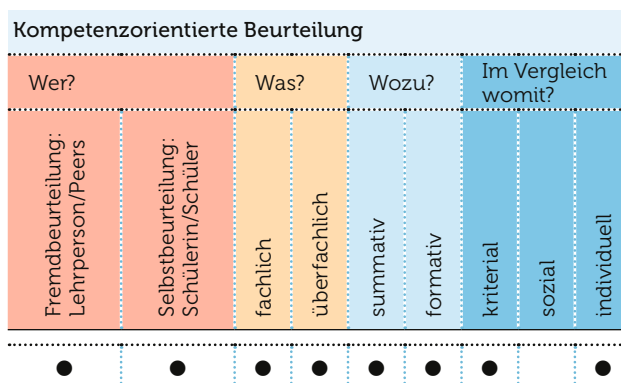 Kompetenzorientierte Beurteilung
Wer?
Was?
Wozu?
Im Vergleich
womit?
Fremdbeurteilung:
Lehrperson/Peers
Selbstbeurteilung:
Schülerin/Schüler
fachlich
überfachlich
summativ
formativ
kriterial
sozial
individuell